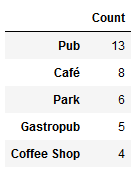 Count
Pub 13
Café 8
Park 6
Gastropub 5
Coffee Shop 4